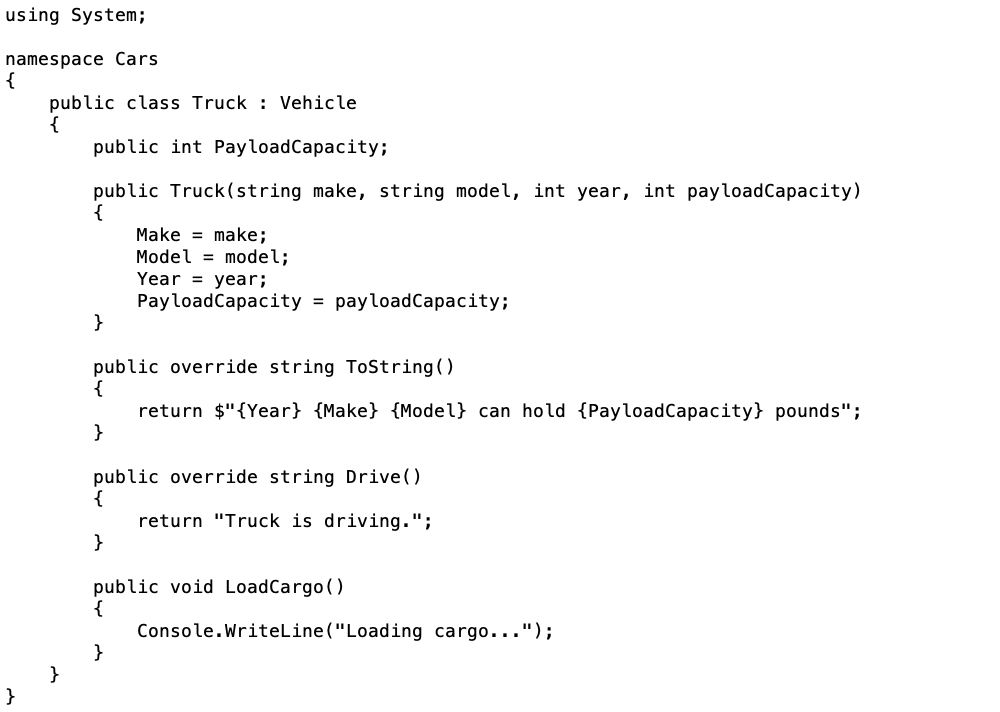 using System;

namespace Cars
{
    public class Truck : Vehicle
    {
        public int PayloadCapacity;

        public Truck(string make, string model, int year, int payloadCapacity)
        {
            Make = make;
            Model = model;
            Year = year;
            PayloadCapacity = payloadCapacity;
        }

        public override string ToString()
        {
            return $"{Year} {Make} {Model} can hold {PayloadCapacity} pounds";
        }

        public override string Drive()
        {
            return "Truck is driving.";
        }

        public void LoadCargo()
        {
            Console.WriteLine("Loading cargo...");
        }
    }
}